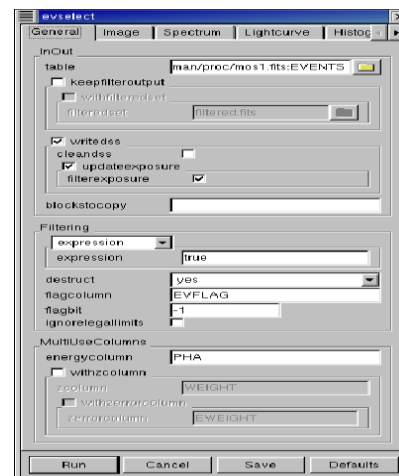 evselect
General Image Spectrum Lightcurve Histog
InOut
table man/proc/mos1.fits:EVENTS
keepfilteroutput
withfilteredset
filteredset filtered.fits
writedss
cleandss
updateexposure
filterexposure
blockstocopy
Filtering
expression
expression true
destruct yes
flagcolumn EVFLAG
flagbit -1
ignorelegallimits
MultiUseColumns
energycolumn PHA
withzcolumn
zcolumn WEIGHT
withzerrorcolumn
zerrorcolumn EWEIGHT
Run Cancel Save Defaults